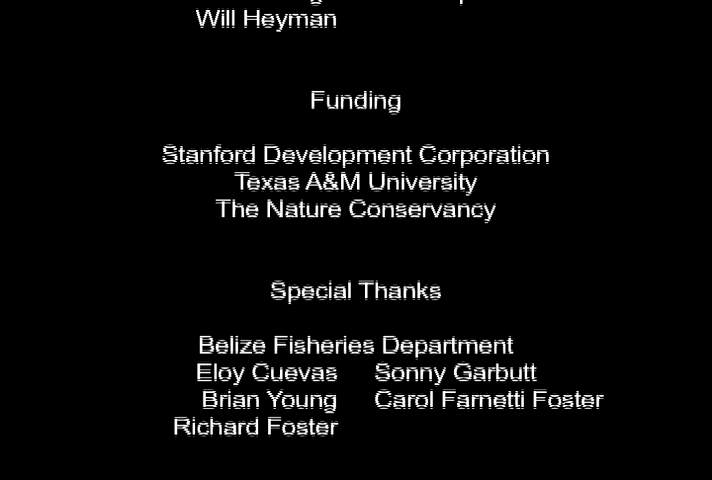 Will Heyman
Funding
Stanford Development Corporation
Texas A&M University
The Nature Conservancy
Special Thanks
Belize Fisheries Department
Eloy Cuevas Sonny Garbutt
Brian Young Carol Farnetti Foster
Richard Foster